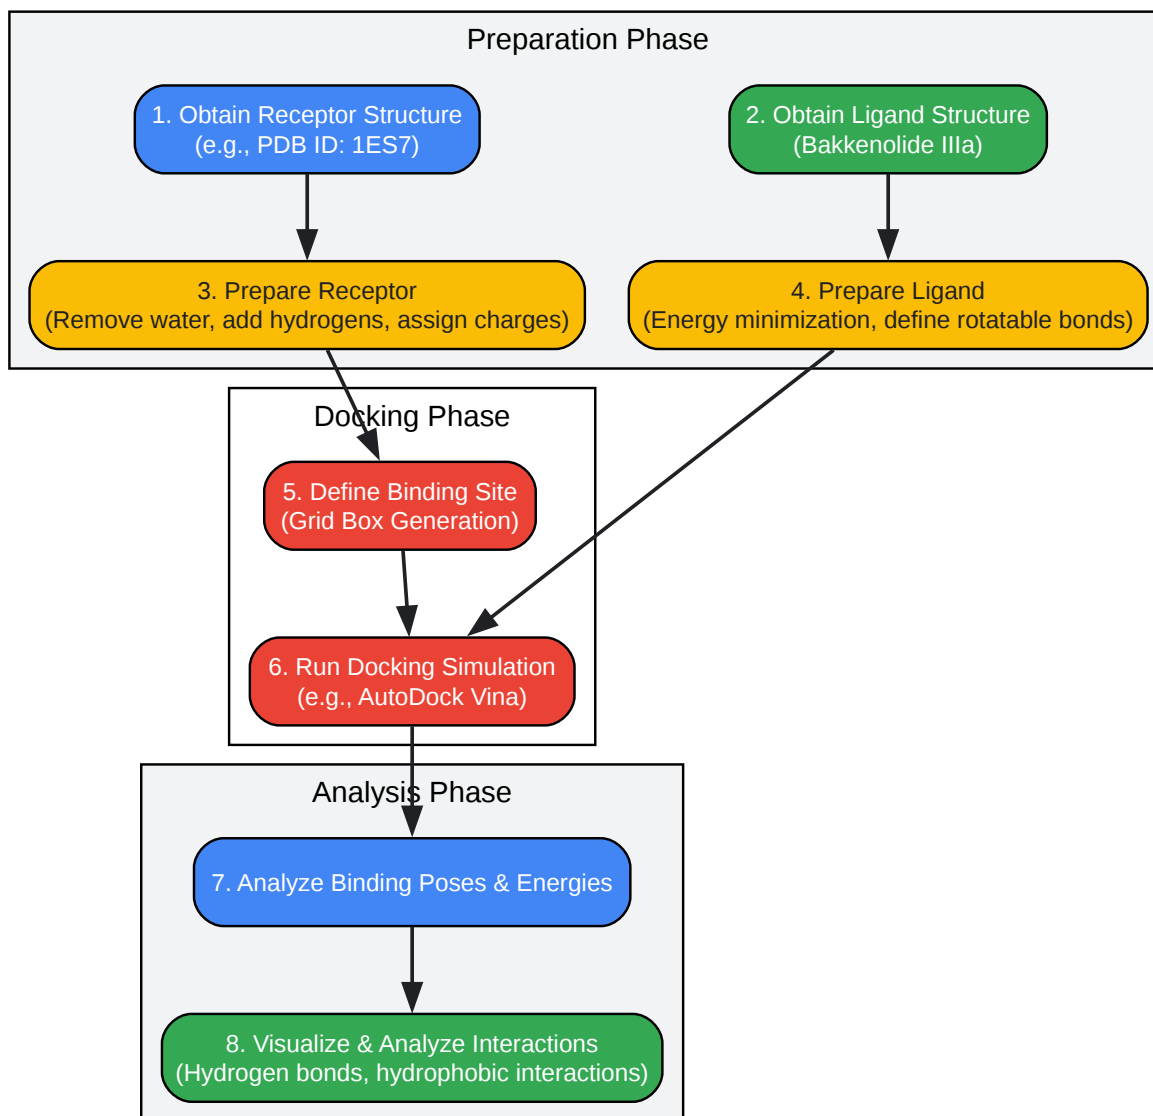 Preparation Phase
1. Obtain Receptor Structure
(e.g., PDB ID: 1ES7)
2. Obtain Ligand Structure
(Bakkenolide IIIa)
3. Prepare Receptor
(Remove water, add hydrogens, assign charges)
4. Prepare Ligand
(Energy minimization, define rotatable bonds)
Docking Phase
5. Define Binding Site
(Grid Box Generation)
6. Run Docking Simulation
(e.g., AutoDock Vina)
Analysis Phase
7. Analyze Binding Poses & Energies
8. Visualize & Analyze Interactions
(Hydrogen bonds, hydrophobic interactions)